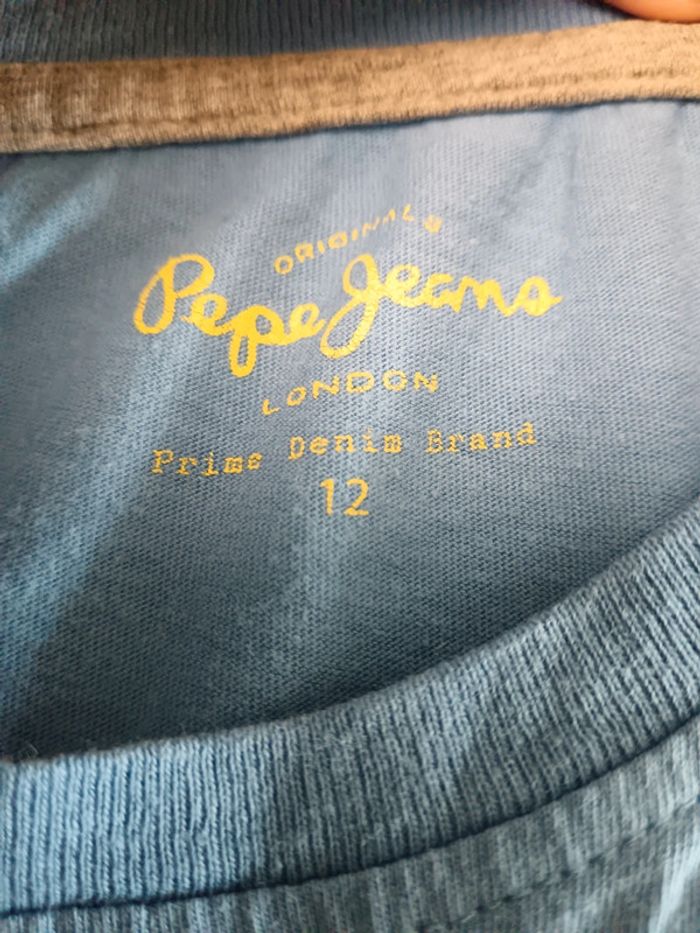 ORIGINALS
Pepe Jeans
LONDON
Prime Denim Brand
12